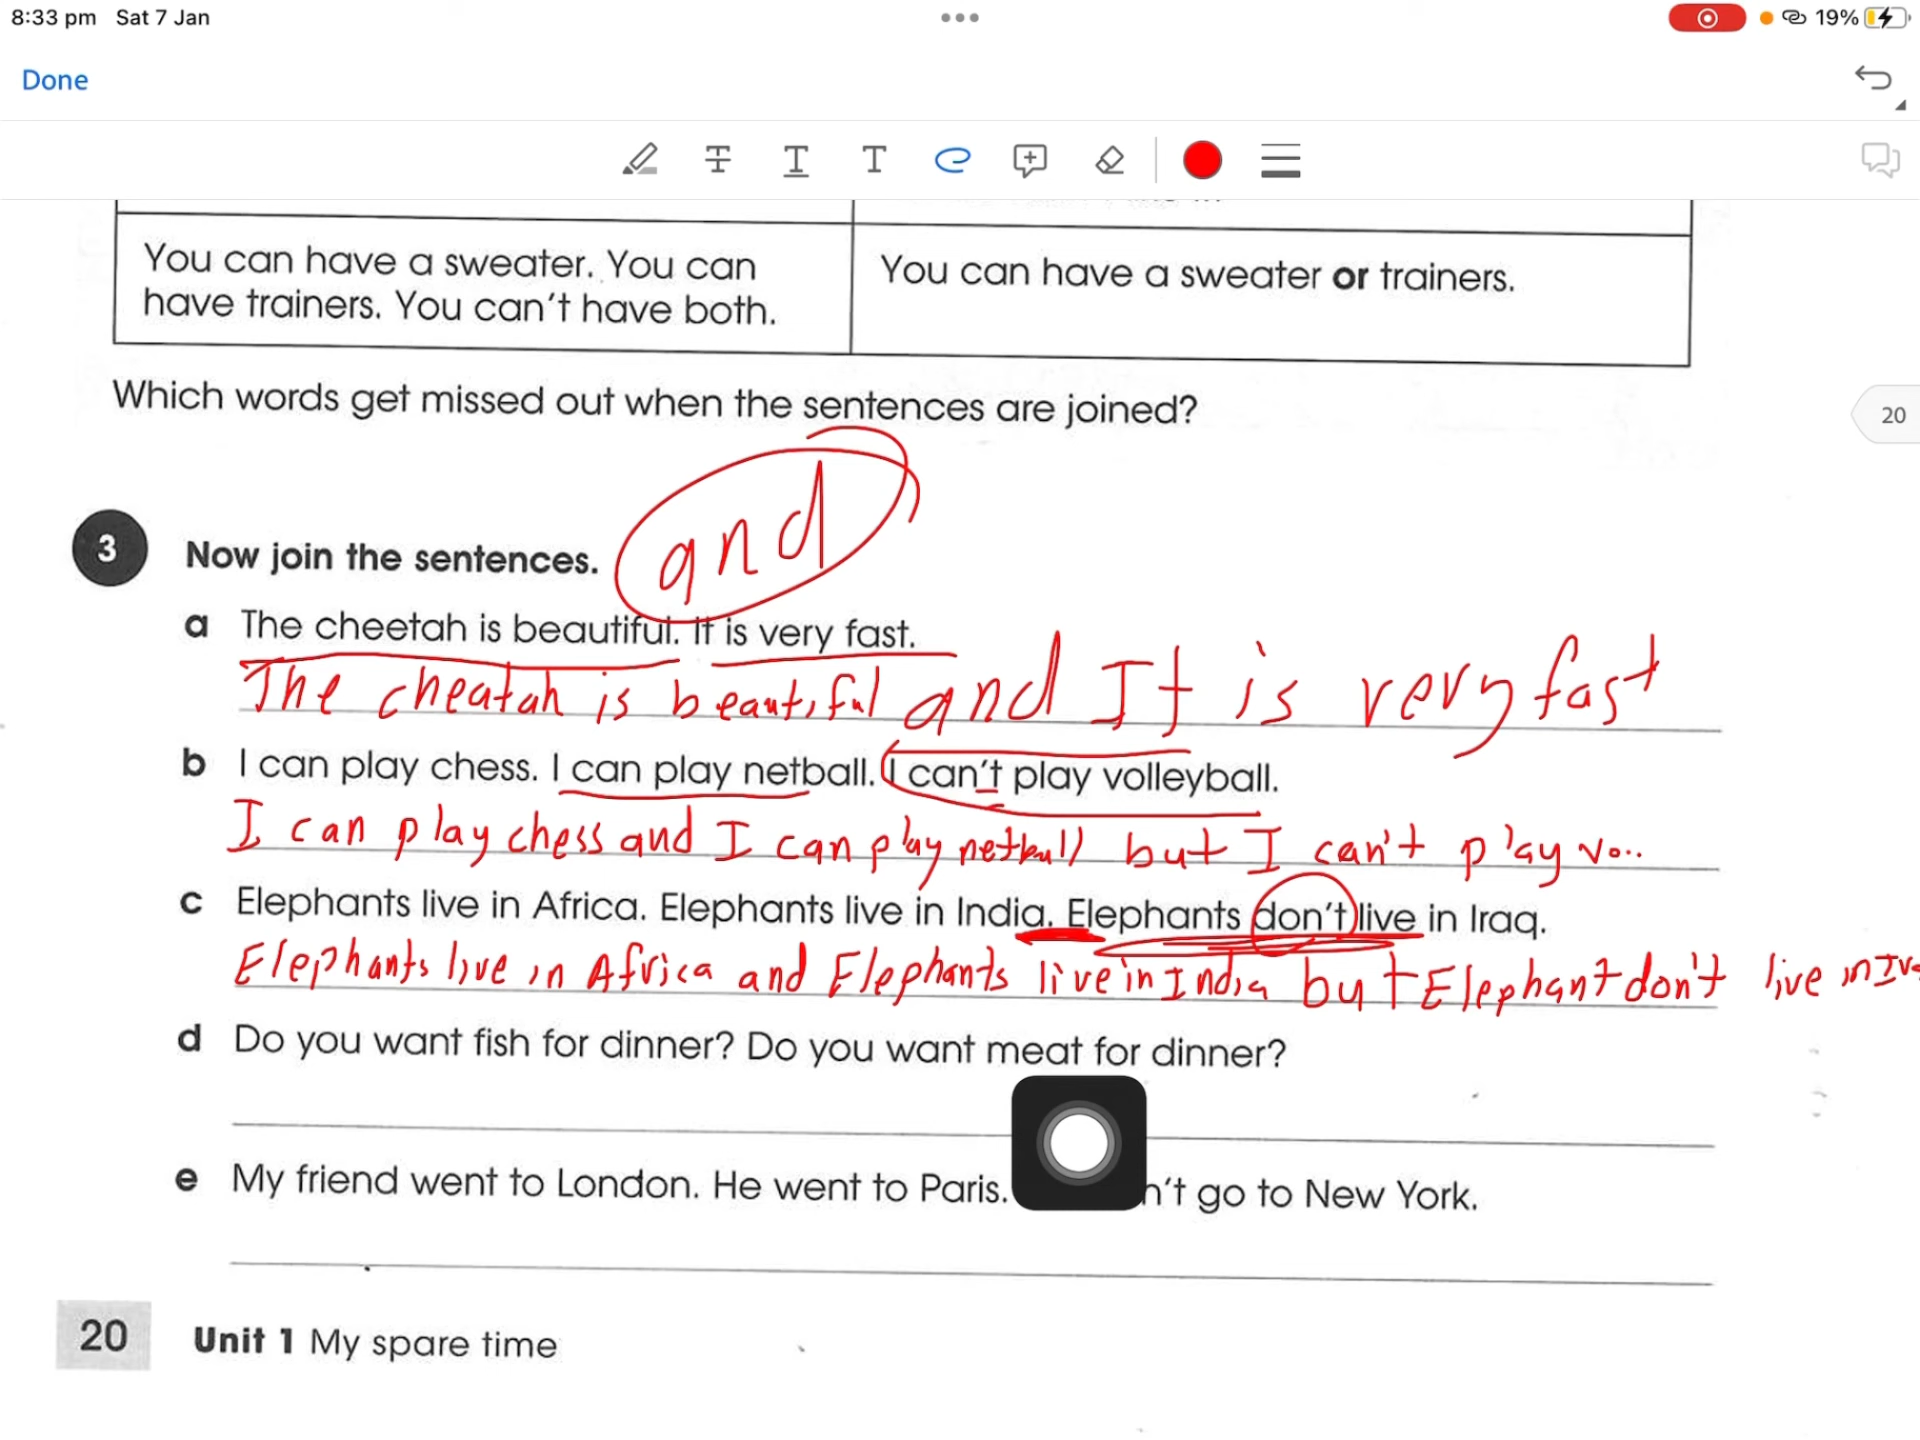 8:33 pm Sat 7 Jan
19%
Done
You can have a sweater. You can
have trainers. You can't have both.
You can have a sweater or trainers.
Which words get missed out when the sentences are joined?
20
and
3 Now join the sentences.
a The cheetah is beautiful. It is very fast.
The cheatah is beautiful and It is very fast
b I can play chess. I can play netball. I can't play volleyball.
I can play chess and I can play netball but I can't play vo..
c Elephants live in Africa. Elephants live in India. Elephants don't live in Iraq.
Elephants live in Africa and Elephants live in India but Elephant don't live in
d Do you want fish for dinner? Do you want meat for dinner?
e My friend went to London. He went to Paris. n't go to New York.
20 Unit 1 My spare time